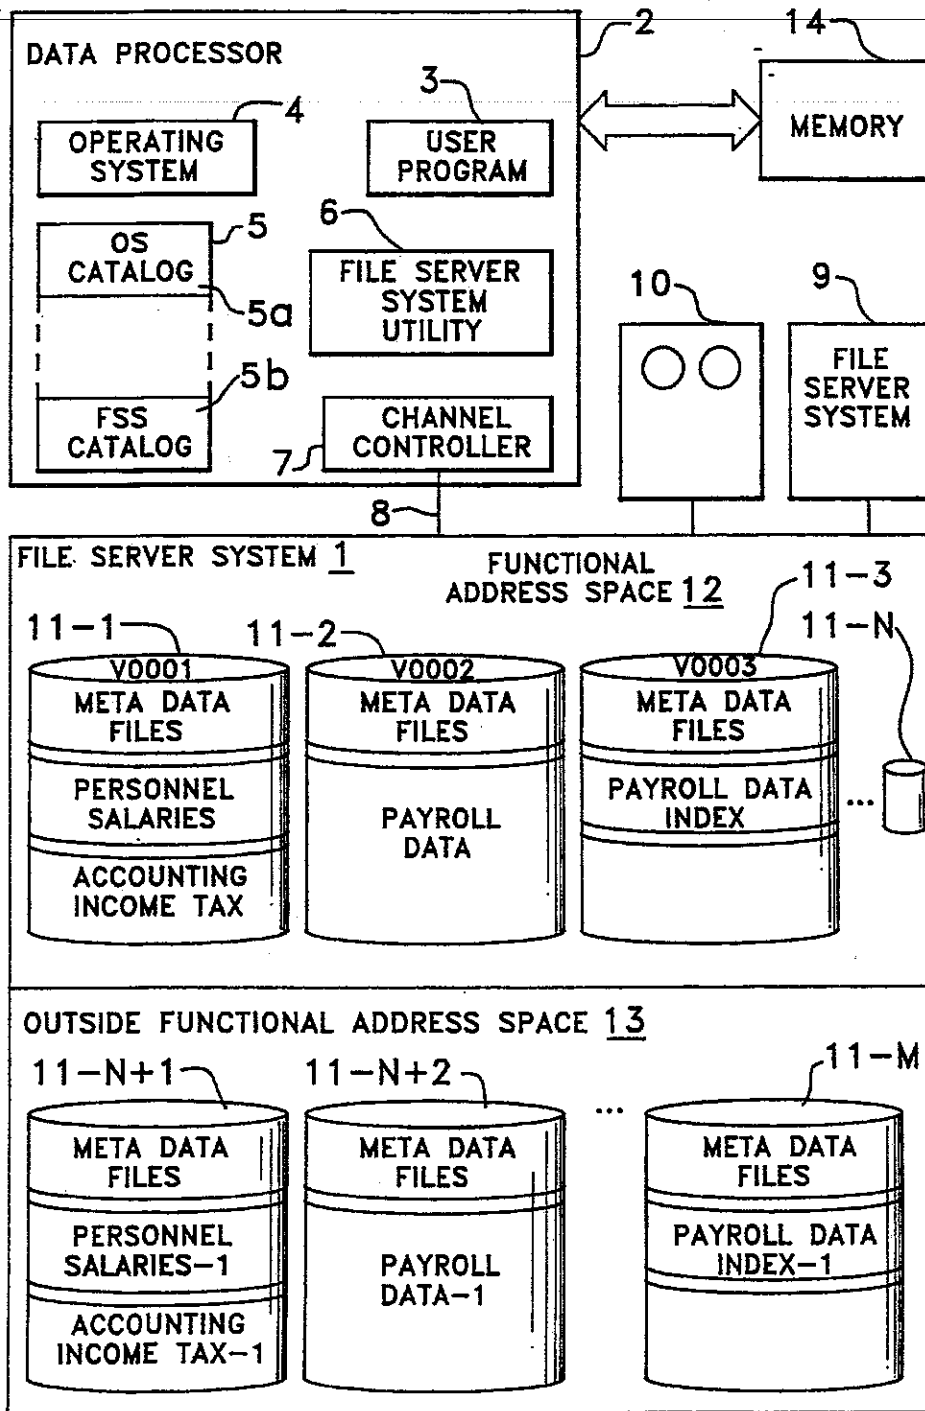 2
14
DATA PROCESSOR
4
3
OPERATING
SYSTEM
USER
PROGRAM
MEMORY
5
6
OS
CATALOG
5a
FILE SERVER
SYSTEM
UTILITY
10
9
FILE
SERVER
SYSTEM
5b
FSS
CATALOG
7
CHANNEL
CONTROLLER
8
FILE SERVER SYSTEM 1
FUNCTIONAL
ADDRESS SPACE 12
11-1
11-2
11-3
11-N
V0001
META DATA
FILES
PERSONNEL
SALARIES
ACCOUNTING
INCOME TAX
V0002
META DATA
FILES
PAYROLL
DATA
V0003
META DATA
FILES
PAYROLL DATA
INDEX
...
OUTSIDE FUNCTIONAL ADDRESS SPACE 13
11-N+1
11-N+2
...
11-M
META DATA
FILES
PERSONNEL
SALARIES-1
ACCOUNTING
INCOME TAX-1
META DATA
FILES
PAYROLL
DATA-1
META DATA
FILES
PAYROLL DATA
INDEX-1